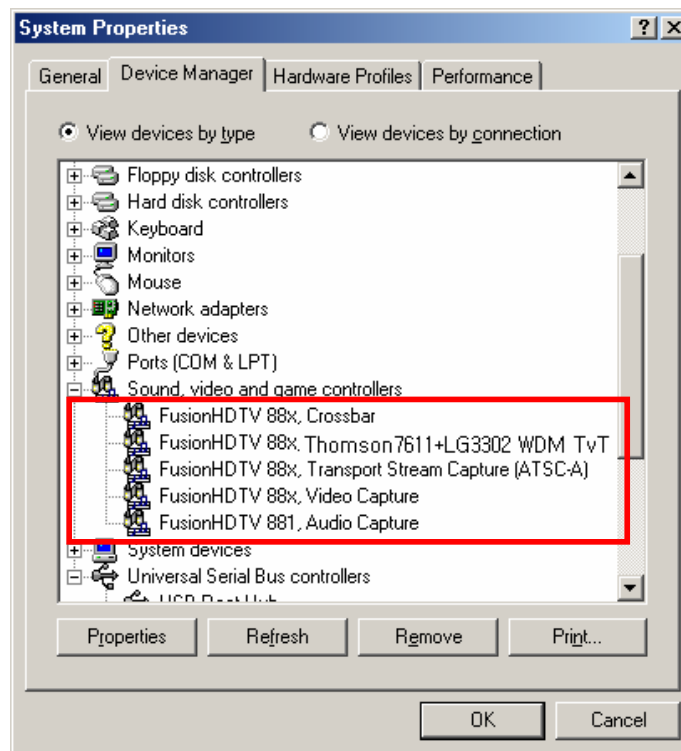 System Properties
General Device Manager Hardware Profiles Performance
View devices by type View devices by connection
Floppy disk controllers
Hard disk controllers
Keyboard
Monitors
Mouse
Network adapters
Other devices
Ports (COM & LPT)
Sound, video and game controllers
FusionHDTV 88x, Crossbar
FusionHDTV 88x, Thomson7611+LG3302 WDM TvT
FusionHDTV 88x, Transport Stream Capture (ATSC-A)
FusionHDTV 88x, Video Capture
FusionHDTV 881, Audio Capture
System devices
Universal Serial Bus controllers
USB Root Hub
Properties Refresh Remove Print...
OK Cancel